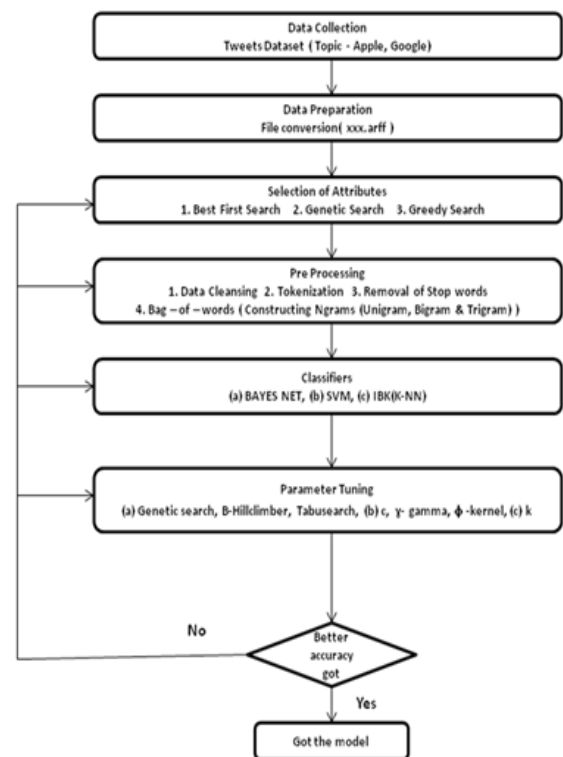 Data Collection
Tweets Dataset ( Topic - Apple, Google)
Data Preparation
File conversion( xxx.arff )
Selection of Attributes
1. Best First Search 2. Genetic Search 3. Greedy Search
Pre Processing
1. Data Cleansing 2. Tokenization 3. Removal of Stop words
4. Bag – of – words ( Constructing Ngrams (Unigram, Bigram & Trigram) )
Classifiers
(a) BAYES NET, (b) SVM, (c) IBK(K-NN)
Parameter Tuning
(a) Genetic search, B-Hillclimber, Tabusearch, (b) c, γ- gamma, ɸ -kernel, (c) k
No
Better
accuracy
got
Yes
Got the model